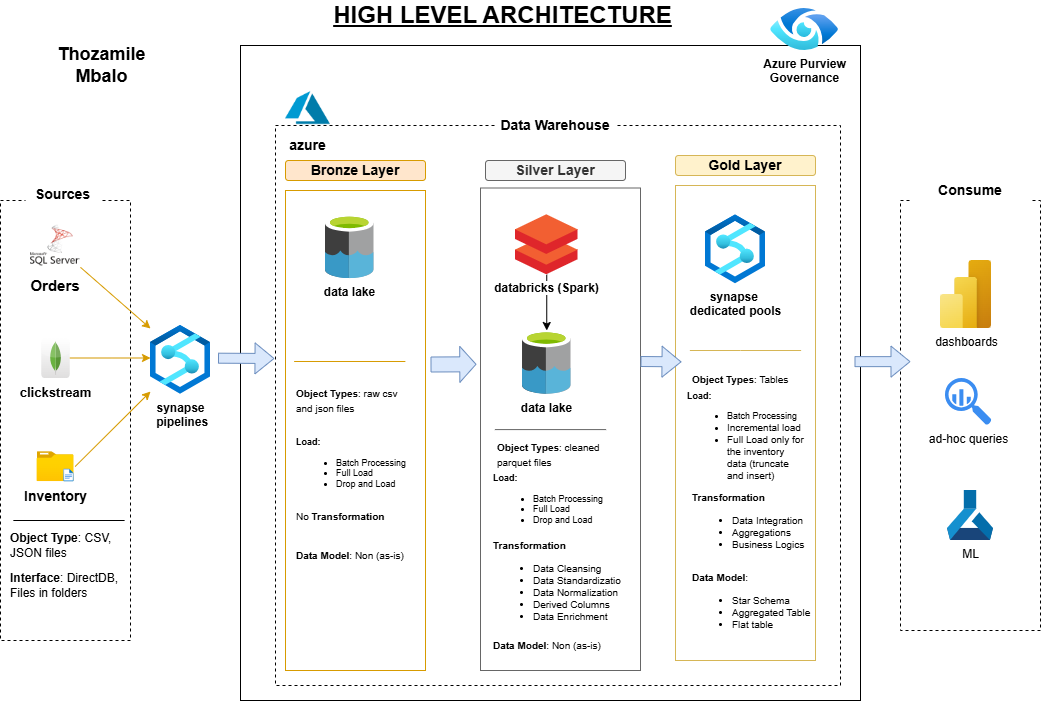 HIGH LEVEL ARCHITECTURE
Thozamile
Mbalo
Azure Purview
Governance
Data Warehouse
azure
Sources
Microsoft
SQL Server
Orders
clickstream
Inventory
Object Type: CSV,
JSON files
Interface: DirectDB,
Files in folders
synapse
pipelines
Bronze Layer
data lake
Object Types: raw csv
and json files
Load:
• Batch Processing
• Full Load
• Drop and Load
No Transformation
Data Model: Non (as-is)
Silver Layer
databricks (Spark)
data lake
Object Types: cleaned
parquet files
Load:
• Batch Processing
• Full Load
• Drop and Load
Transformation
• Data Cleansing
• Data Standardizatio
• Data Normalization
• Derived Columns
• Data Enrichment
Data Model: Non (as-is)
Gold Layer
synapse
dedicated pools
Object Types: Tables
Load:
• Batch Processing
• Incremental load
• Full Load only for
the inventory
data (truncate
and insert)
Transformation
• Data Integration
• Aggregations
• Business Logics
Data Model:
• Star Schema
• Aggregated Table
• Flat table
Consume
dashboards
ad-hoc queries
ML